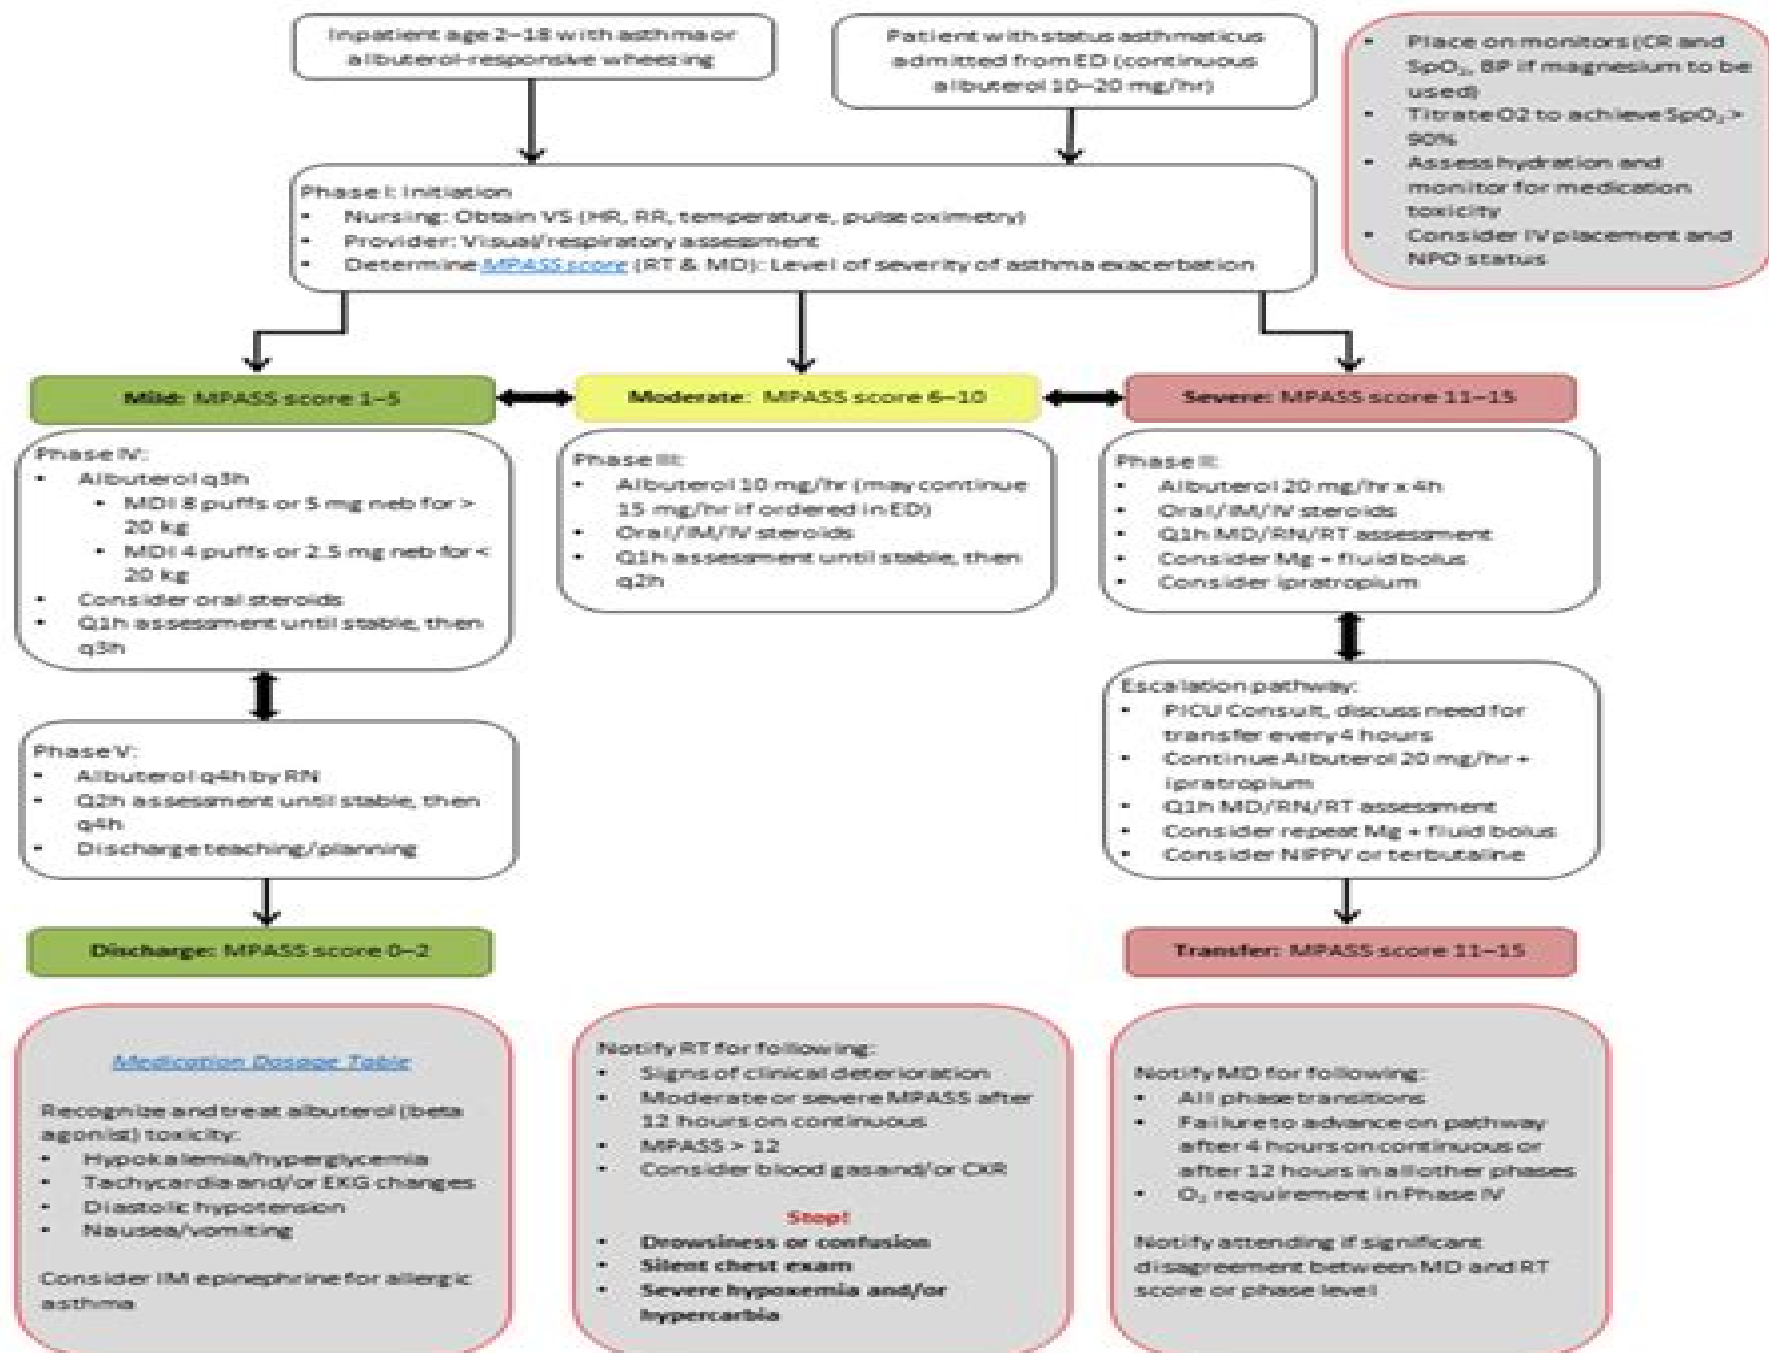 Inpatient age 2–18 with asthma or
albuterol-responsive wheezing
Patient with status asthmaticus
admitted from ED (continuous
albuterol 10–20 mg/hr)
• Place on monitors (CR and
SpO₂, BP if magnesium to be
used)
• Titrate O2 to achieve SpO₂ >
90%
• Assess hydration and
monitor for medication
toxicity
• Consider IV placement and
NPO status
Phase I: Initiation
• Nursing: Obtain VS (HR, RR, temperature, pulse oximetry)
• Provider: Visual/respiratory assessment
• Determine MPASS score (RT & MD): Level of severity of asthma exacerbation
Mild: MPASS score 1–5
Moderate: MPASS score 6–10
Severe: MPASS score 11–15
Phase IV:
• Albuterol q3h
• MDI 8 puffs or 5 mg neb for >
20 kg
• MDI 4 puffs or 2.5 mg neb for <
20 kg
• Consider oral steroids
• Q1h assessment until stable, then
q3h
Phase III:
• Albuterol 10 mg/hr (may continue
15 mg/hr if ordered in ED)
• Oral/IM/IV steroids
• Q1h assessment until stable, then
q2h
Phase II:
• Albuterol 20 mg/hr x 4h
• Oral/IM/IV steroids
• Q1h MD/RN/RT assessment
• Consider Mg + fluid bolus
• Consider ipratropium
Phase V:
• Albuterol q4h by RN
• Q2h assessment until stable, then
q4h
• Discharge teaching/planning
Escalation pathway:
• PICU Consult, discuss need for
transfer every 4 hours
• Continue Albuterol 20 mg/hr +
ipratropium
• Q1h MD/RN/RT assessment
• Consider repeat Mg + fluid bolus
• Consider NIPPV or terbutaline
Discharge: MPASS score 0–2
Transfer: MPASS score 11–15
Medication Dosage Table
Recognize and treat albuterol (beta
agonist) toxicity:
• Hypokalemia/hyperglycemia
• Tachycardia and/or EKG changes
• Diastolic hypotension
• Nausea/vomiting
Consider IM epinephrine for allergic
asthma
Notify RT for following:
• Signs of clinical deterioration
• Moderate or severe MPASS after
12 hours on continuous
• MPASS > 12
• Consider blood gas and/or CXR
Stop!
• Drowsiness or confusion
• Silent chest exam
• Severe hypoxemia and/or
hypercarbia
Notify MD for following:
• All phase transitions
• Failure to advance on pathway
after 4 hours on continuous or
after 12 hours in all other phases
• O₂ requirement in Phase IV
Notify attending if significant
disagreement between MD and RT
score or phase level